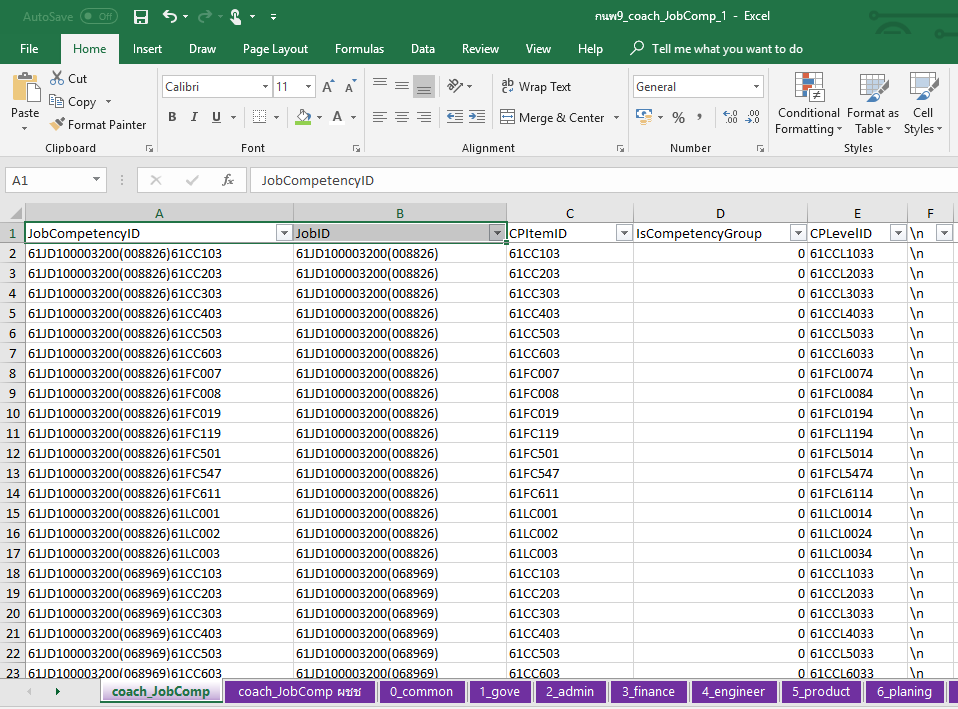 AutoSave Off กนพ9_coach_JobComp_1 - Excel
File Home Insert Draw Page Layout Formulas Data Review View Help Tell me what you want to do
Paste Cut Calibri 11 Wrap Text General Conditional Formatting Format as Table Cell Styles
Copy
Format Painter B I U A Merge & Center % ,
Clipboard Font Alignment Number Styles
A1 fx JobCompetencyID
A B C D E F
1 JobCompetencyID JobID CPItemID IsCompetencyGroup CPLevelID \n
2 61JD100003200(008826)61CC103 61JD100003200(008826) 61CC103 0 61CCL1033 \n
3 61JD100003200(008826)61CC203 61JD100003200(008826) 61CC203 0 61CCL2033 \n
4 61JD100003200(008826)61CC303 61JD100003200(008826) 61CC303 0 61CCL3033 \n
5 61JD100003200(008826)61CC403 61JD100003200(008826) 61CC403 0 61CCL4033 \n
6 61JD100003200(008826)61CC503 61JD100003200(008826) 61CC503 0 61CCL5033 \n
7 61JD100003200(008826)61CC603 61JD100003200(008826) 61CC603 0 61CCL6033 \n
8 61JD100003200(008826)61FC007 61JD100003200(008826) 61FC007 0 61FCL0074 \n
9 61JD100003200(008826)61FC008 61JD100003200(008826) 61FC008 0 61FCL0084 \n
10 61JD100003200(008826)61FC019 61JD100003200(008826) 61FC019 0 61FCL0194 \n
11 61JD100003200(008826)61FC119 61JD100003200(008826) 61FC119 0 61FCL1194 \n
12 61JD100003200(008826)61FC501 61JD100003200(008826) 61FC501 0 61FCL5014 \n
13 61JD100003200(008826)61FC547 61JD100003200(008826) 61FC547 0 61FCL5474 \n
14 61JD100003200(008826)61FC611 61JD100003200(008826) 61FC611 0 61FCL6114 \n
15 61JD100003200(008826)61LC001 61JD100003200(008826) 61LC001 0 61LCL0014 \n
16 61JD100003200(008826)61LC002 61JD100003200(008826) 61LC002 0 61LCL0024 \n
17 61JD100003200(008826)61LC003 61JD100003200(008826) 61LC003 0 61LCL0034 \n
18 61JD100003200(068969)61CC103 61JD100003200(068969) 61CC103 0 61CCL1033 \n
19 61JD100003200(068969)61CC203 61JD100003200(068969) 61CC203 0 61CCL2033 \n
20 61JD100003200(068969)61CC303 61JD100003200(068969) 61CC303 0 61CCL3033 \n
21 61JD100003200(068969)61CC403 61JD100003200(068969) 61CC403 0 61CCL4033 \n
22 61JD100003200(068969)61CC503 61JD100003200(068969) 61CC503 0 61CCL5033 \n
23 61JD100003200(068969)61CC603 61JD100003200(068969) 61CC603 0 61CCL6033 \n
coach_JobComp coach_JobComp ผชช 0_common 1_gove 2_admin 3_finance 4_engineer 5_product 6_planing